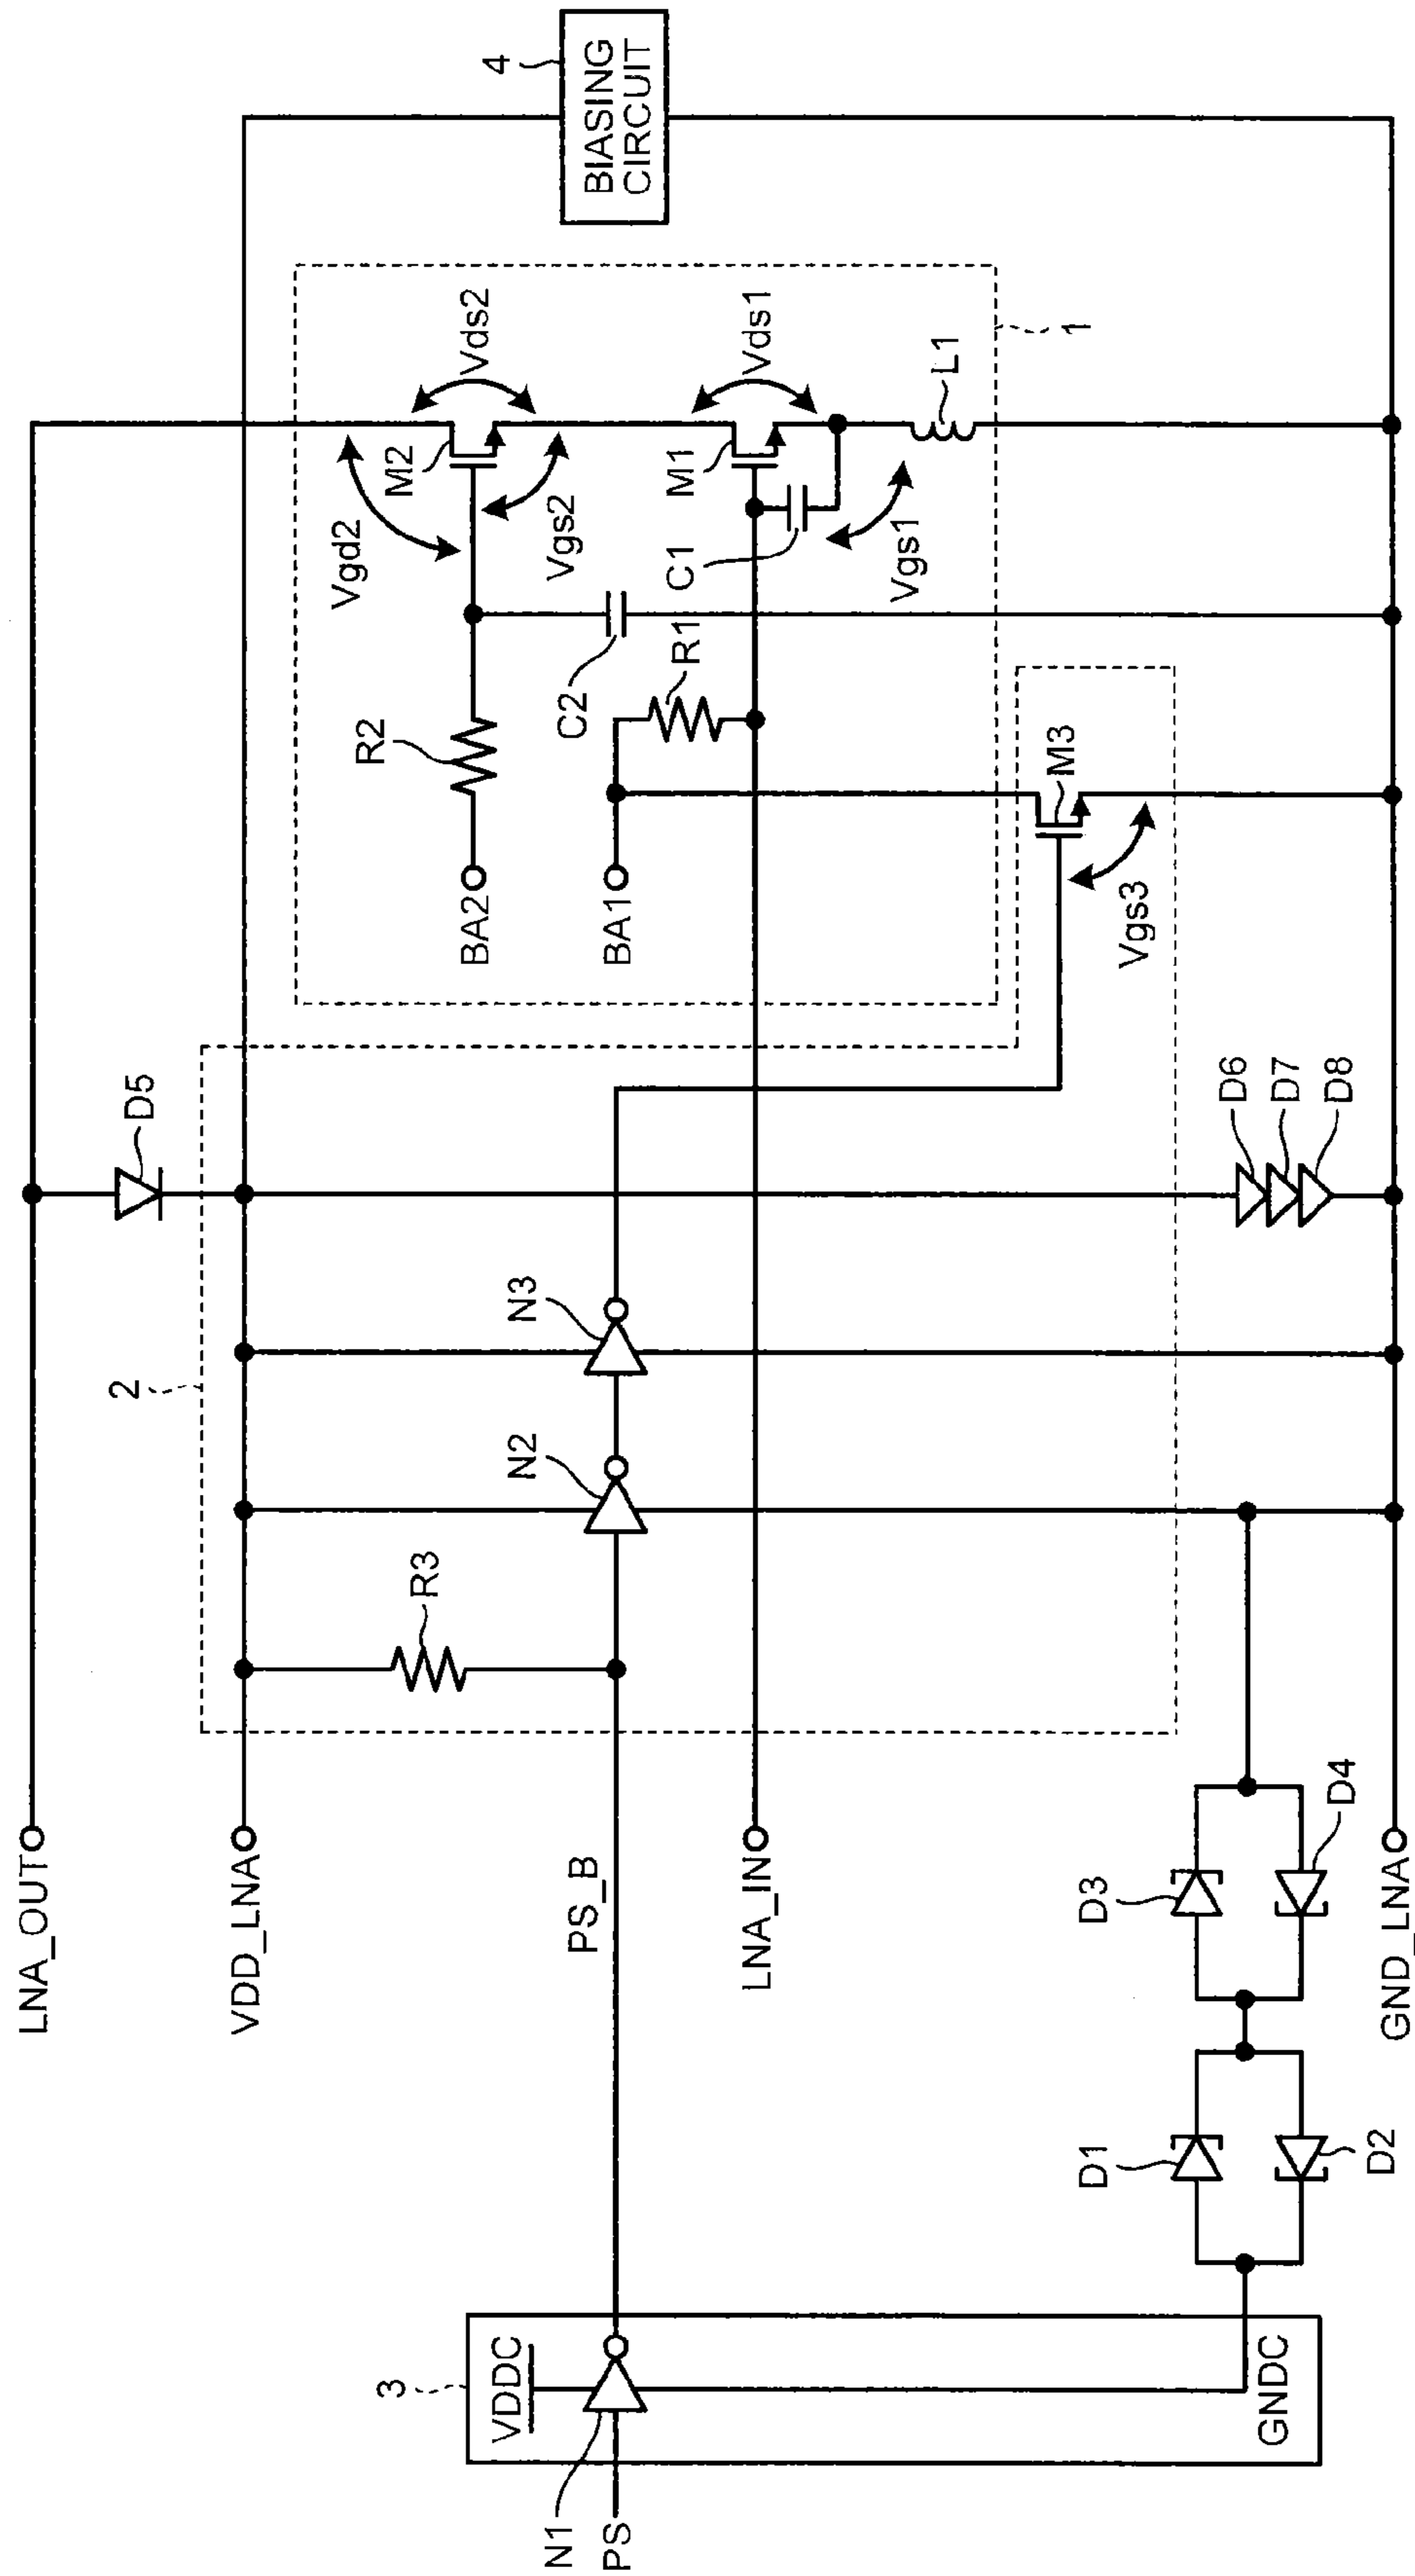 LNA_OUT
VDD_LNA
PS_B
LNA_IN
GND_LNA
D5
2
R3
N2
N3
D6
D7
D8
BA2
BA1
R2
C2
R1
M3
Vgs3
Vgd2
M2
Vgs2
Vds2
M1
C1
Vgs1
Vds1
L1
1
4
BIASING
CIRCUIT
3
VDDC
GNDC
N1
PS
D1
D2
D3
D4